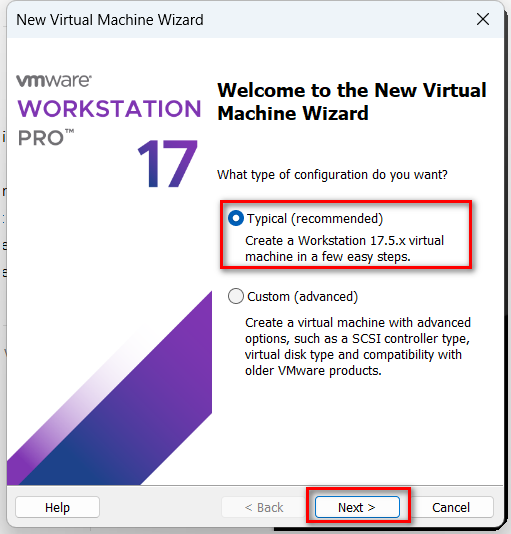 New Virtual Machine Wizard
vmware®
WORKSTATION
PRO™
17
Welcome to the New Virtual
Machine Wizard
What type of configuration do you want?
Typical (recommended)
Create a Workstation 17.5.x virtual
machine in a few easy steps.
Custom (advanced)
Create a virtual machine with advanced
options, such as a SCSI controller type,
virtual disk type and compatibility with
older VMware products.
Help
< Back
Next >
Cancel